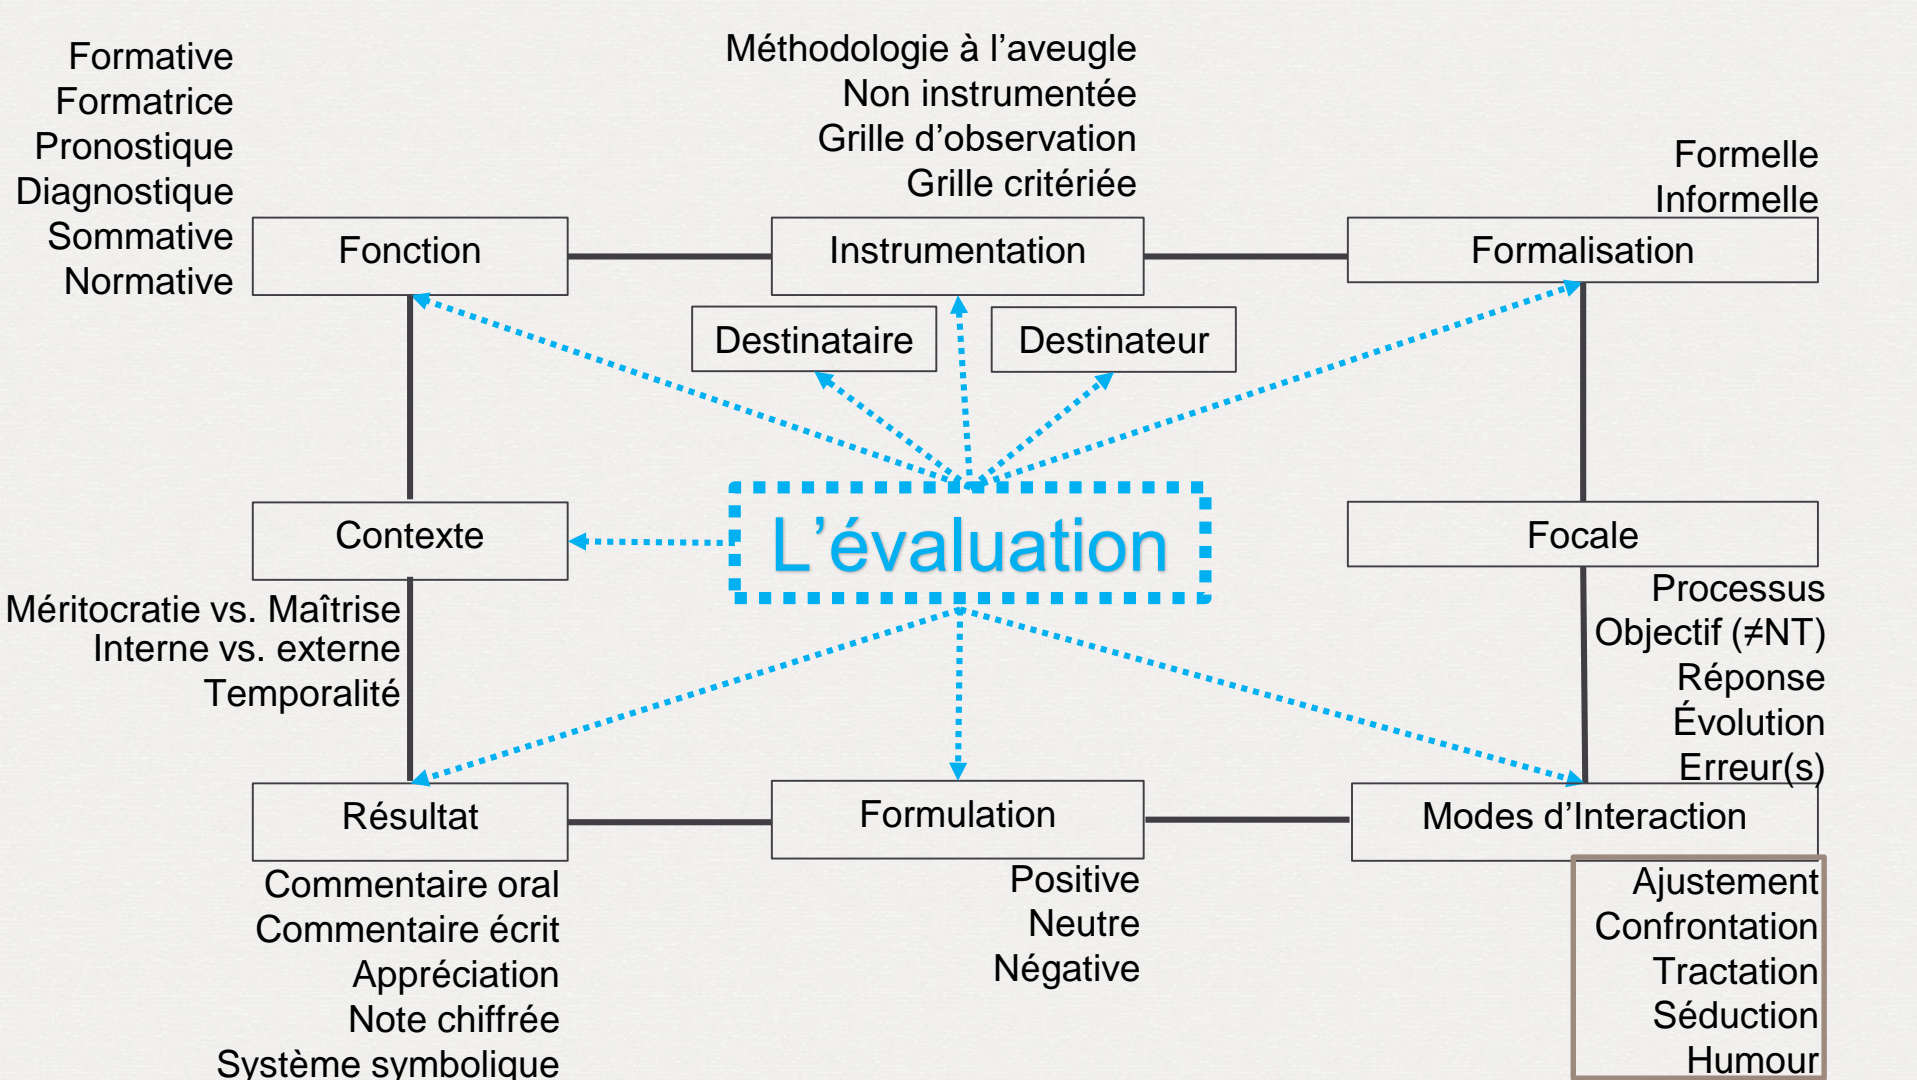 Formative
Formatrice
Pronostique
Diagnostique
Sommative
Normative
Fonction
Méthodologie à l’aveugle
Non instrumentée
Grille d’observation
Grille critériée
Instrumentation
Formelle
Informelle
Formalisation
Destinataire
Destinateur
L’évaluation
Contexte
Méritocratie vs. Maîtrise
Interne vs. externe
Temporalité
Focale
Processus
Objectif (≠NT)
Réponse
Évolution
Erreur(s)
Résultat
Commentaire oral
Commentaire écrit
Appréciation
Note chiffrée
Système symbolique
Formulation
Positive
Neutre
Négative
Modes d’Interaction
Ajustement
Confrontation
Tractation
Séduction
Humour